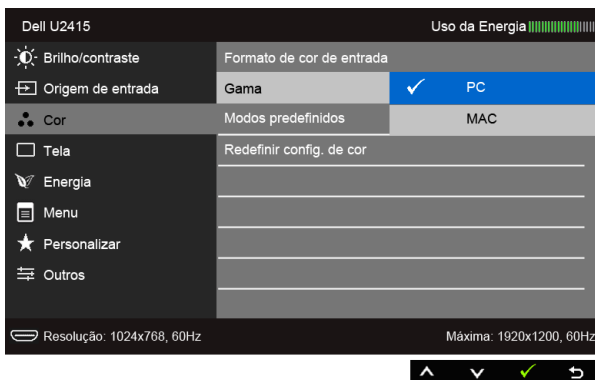 Dell U2415
Uso da Energia
Brilho/contraste
Formato de cor de entrada
Origem de entrada
Gama
PC
Cor
Modos predefinidos
MAC
Tela
Redefinir config. de cor
Energia
Menu
Personalizar
Outros
Resolução: 1024x768, 60Hz
Máxima: 1920x1200, 60Hz